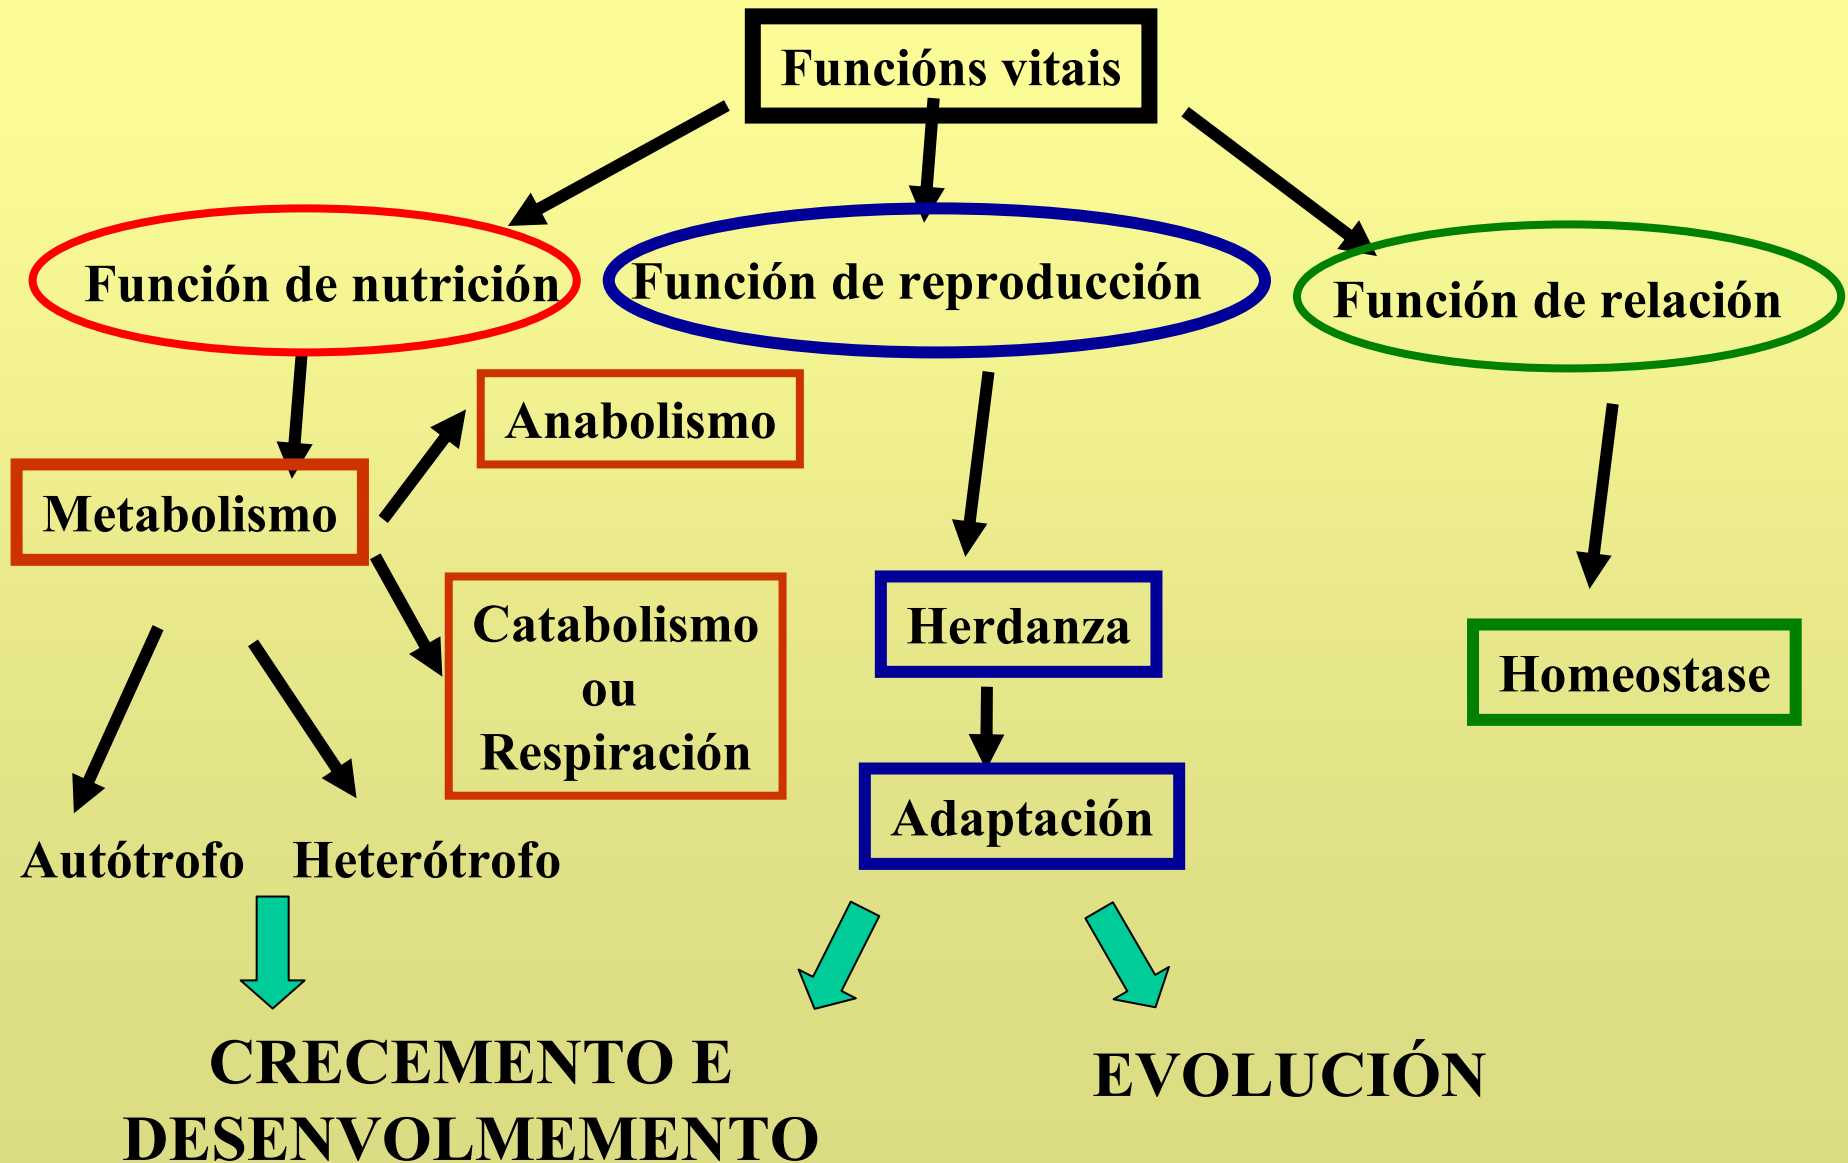 Funcións vitais
Función de nutrición
Función de reproducción
Función de relación
Anabolismo
Metabolismo
Catabolismo
ou
Respiración
Herdanza
Homeostase
Adaptación
Autótrofo
Heterótrofo
CRECEMENTO E
DESENVOLMEMENTO
EVOLUCIÓN